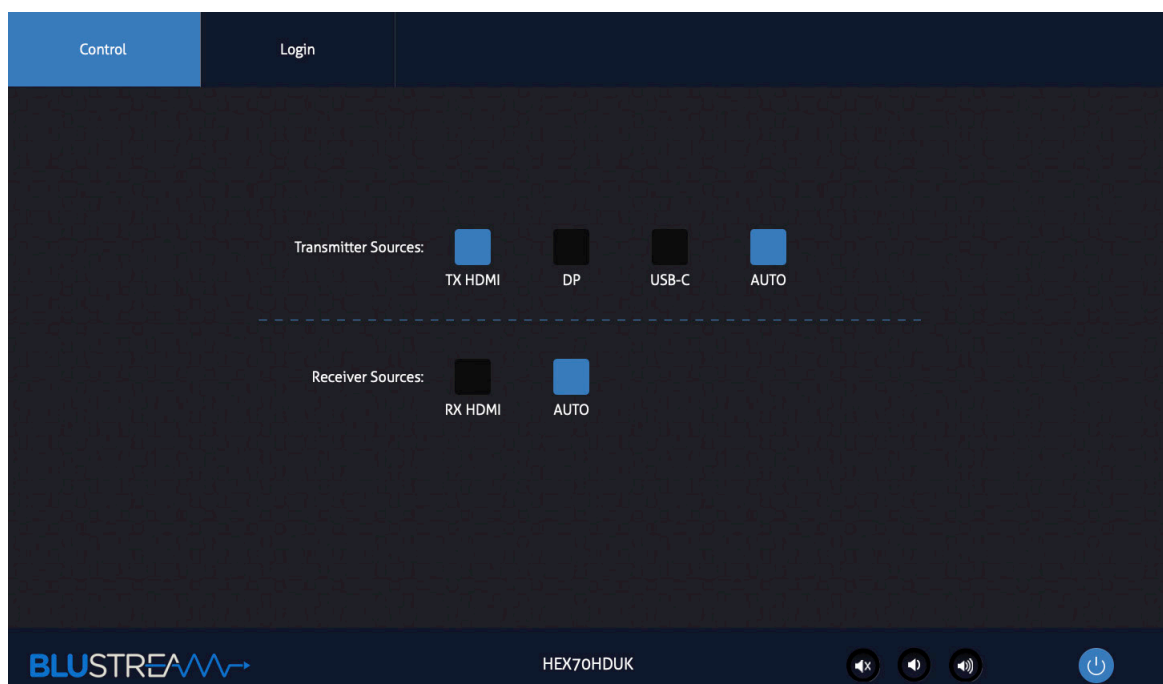 Control Login
Transmitter Sources:
TX HDMI DP USB-C AUTO
Receiver Sources:
RX HDMI AUTO
BLUSTREAM HEX70HDUK